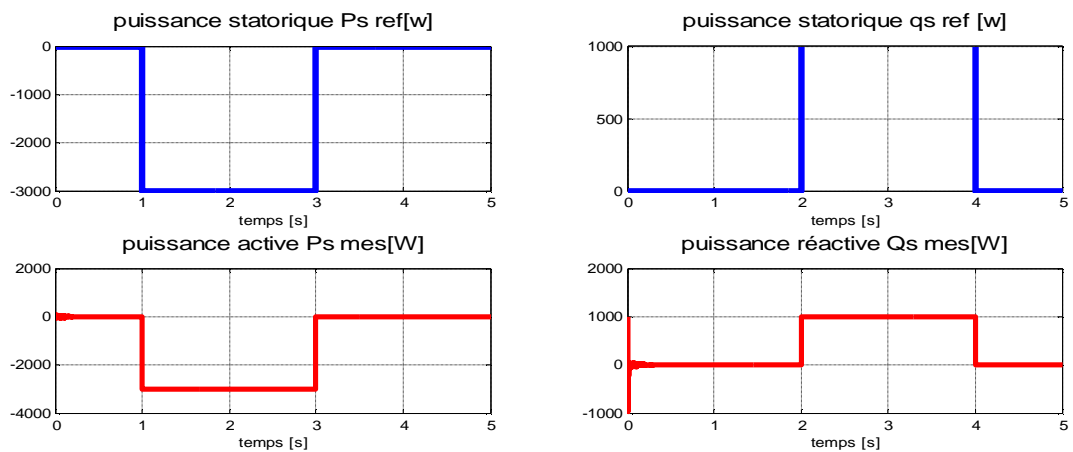 puissance statorique Ps ref[w]
0
-1000
-2000
-3000
0 1 2 3 4 5
temps [s]
puissance statorique qs ref [w]
1000
500
0
0 1 2 3 4 5
temps [s]
puissance active Ps mes[W]
2000
0
-2000
-4000
0 1 2 3 4 5
temps [s]
puissance réactive Qs mes[W]
2000
1000
0
-1000
0 1 2 3 4 5
temps [s]